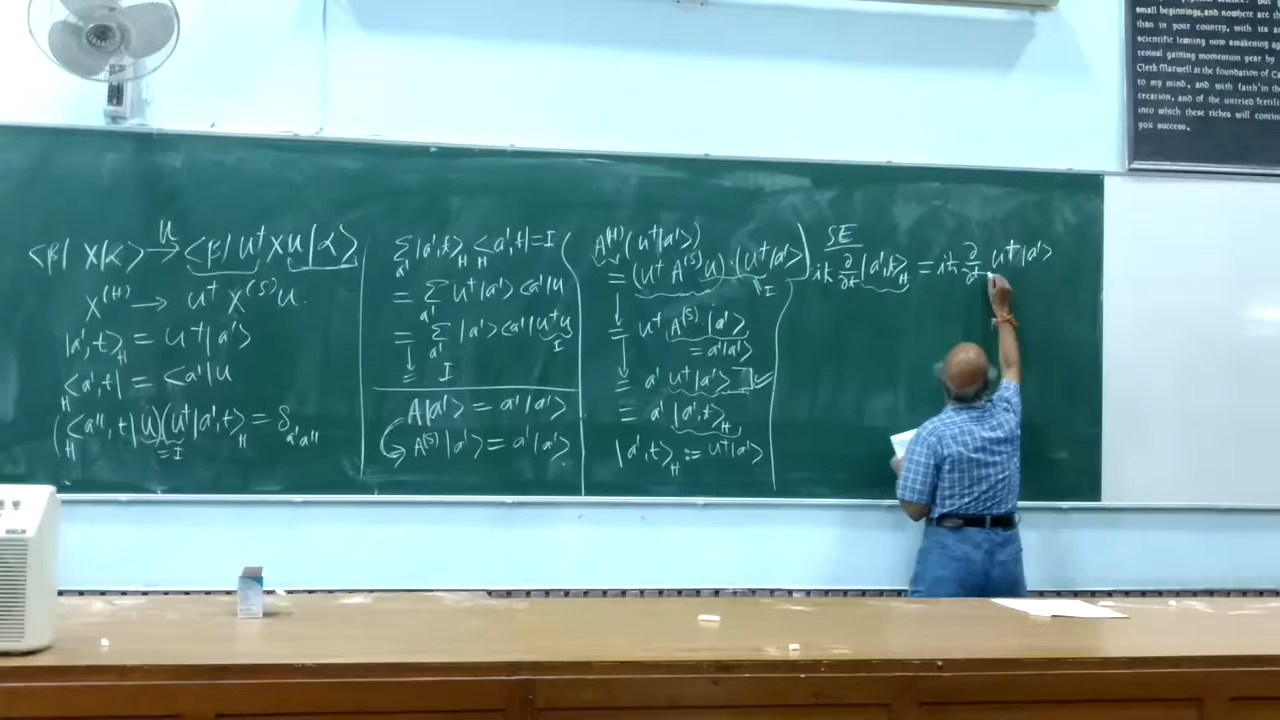 ⟨β| X|α⟩ —U→ ⟨β|U† X U|α⟩
X^(H) → U† X^(S) U.
|a',t⟩_H = U†|a'⟩
_H⟨a',t| = ⟨a'|U
(_H⟨a'',t|U)(U†|a',t⟩_H = δ_a'a''
= I
Σ_a' |a',t⟩_H _H⟨a',t| = I
= Σ_a' U†|a'⟩⟨a'|U
= Σ_a' |a'⟩⟨a'|U†U
I
= I
A|a'⟩ = a'|a'⟩
A^(S)|a'⟩ = a'|a'⟩.
A^(H)(U†|a'⟩)
= (U† A^(S) U)·(U†|a'⟩)
I
= U† A^(S)|a'⟩
= a'|a'⟩
= a' U†|a'⟩
= a' |a',t⟩_H
|a',t⟩_H := U†|a'⟩
SE
iħ ∂/∂t |a',t⟩_H = iħ ∂/∂t U†|a'⟩
small beginnings, and nowhere are th
than in your country, with its
scientific learning now awakening
revival gaining momentum year by
Clerk Maxwell at the foundation of Ca
to my mind, and with faith in the
creation, and of the untried fertili
into which these riches will contin
you success.